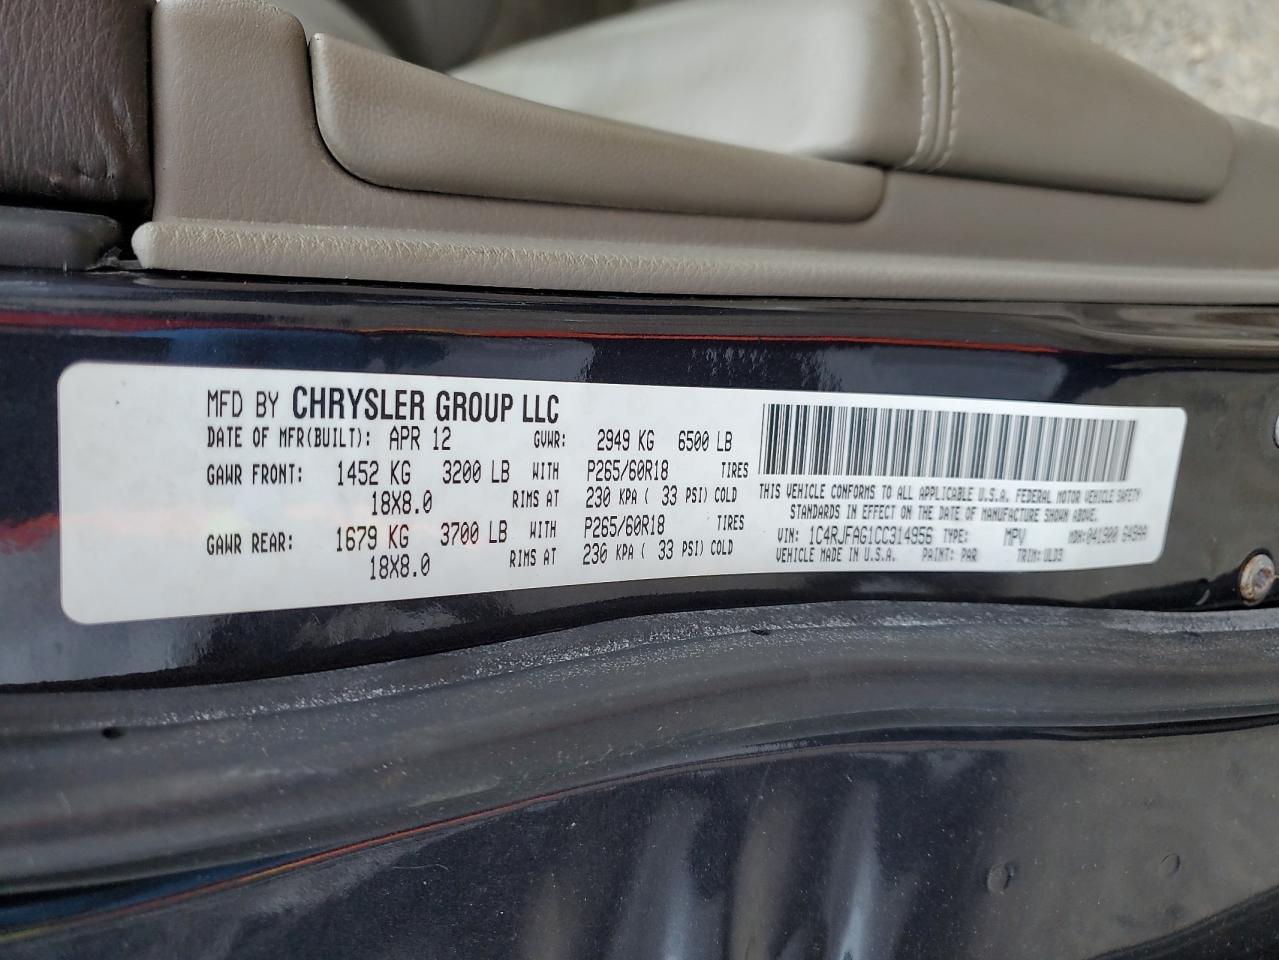 MFD BY CHRYSLER GROUP LLC
DATE OF MFR(BUILT): APR 12 GVWR: 2949 KG 6500 LB
GAWR FRONT: 1452 KG 3200 LB WITH P265/60R18 TIRES
18X8.0 RIMS AT 230 KPA ( 33 PSI) COLD
GAWR REAR: 1679 KG 3700 LB WITH P265/60R18 TIRES
18X8.0 RIMS AT 230 KPA ( 33 PSI) COLD
THIS VEHICLE CONFORMS TO ALL APPLICABLE U.S.A. FEDERAL MOTOR VEHICLE SAFETY
STANDARDS IN EFFECT ON THE DATE OF MANUFACTURE SHOWN ABOVE.
VIN: 1C4RJFAG1CC314956 TYPE: MPV MDH:041900
VEHICLE MADE IN U.S.A. PAINT: PAR TRIM: ULD3